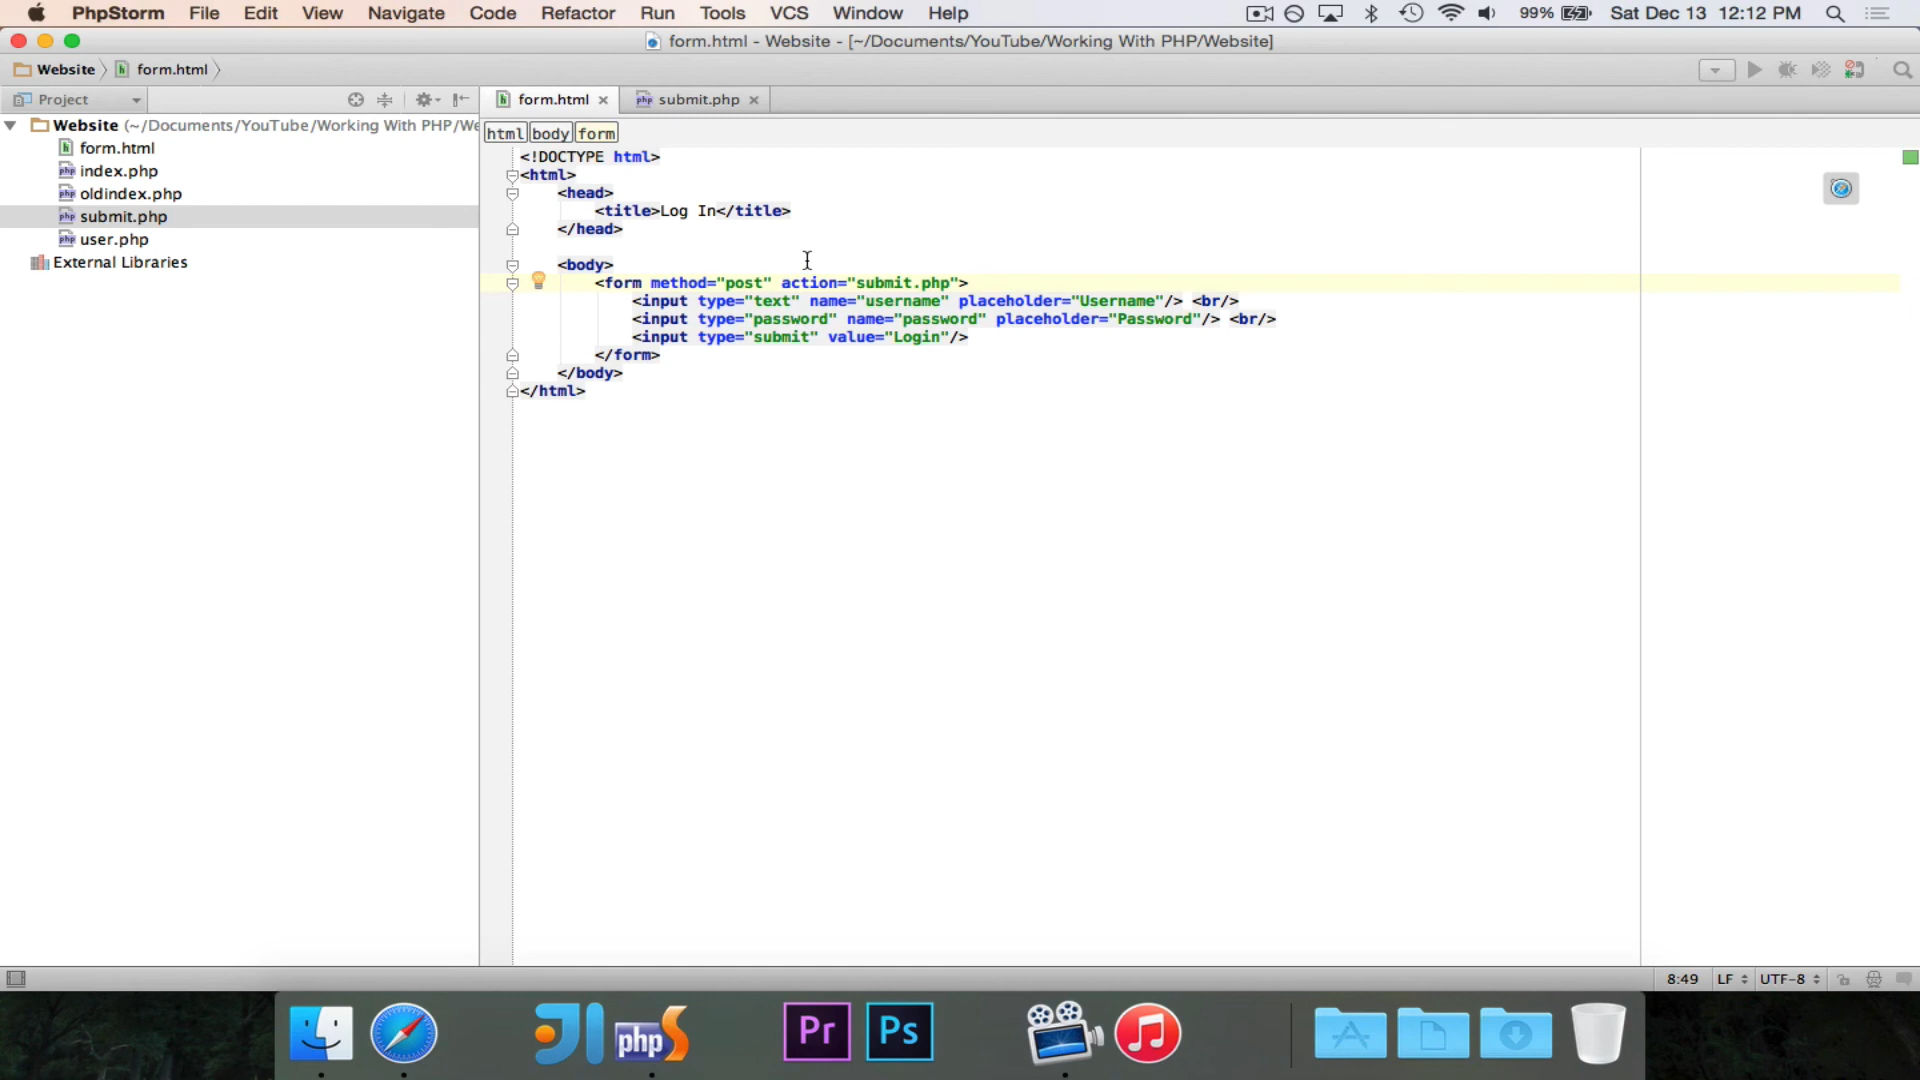 PhpStorm File Edit View Navigate Code Refactor Run Tools VCS Window Help 99% Sat Dec 13 12:12 PM
form.html - Website - [~/Documents/YouTube/Working With PHP/Website]
Website form.html
Project form.html submit.php
Website (~/Documents/YouTube/Working With PHP/We
form.html
index.php
oldindex.php
submit.php
user.php
External Libraries
html body form
<!DOCTYPE html>
<html>
<head>
<title>Log In</title>
</head>
<body>
<form method="post" action="submit.php">
<input type="text" name="username" placeholder="Username"/> <br/>
<input type="password" name="password" placeholder="Password"/> <br/>
<input type="submit" value="Login"/>
</form>
</body>
</html>
8:49 LF UTF-8
php Pr Ps